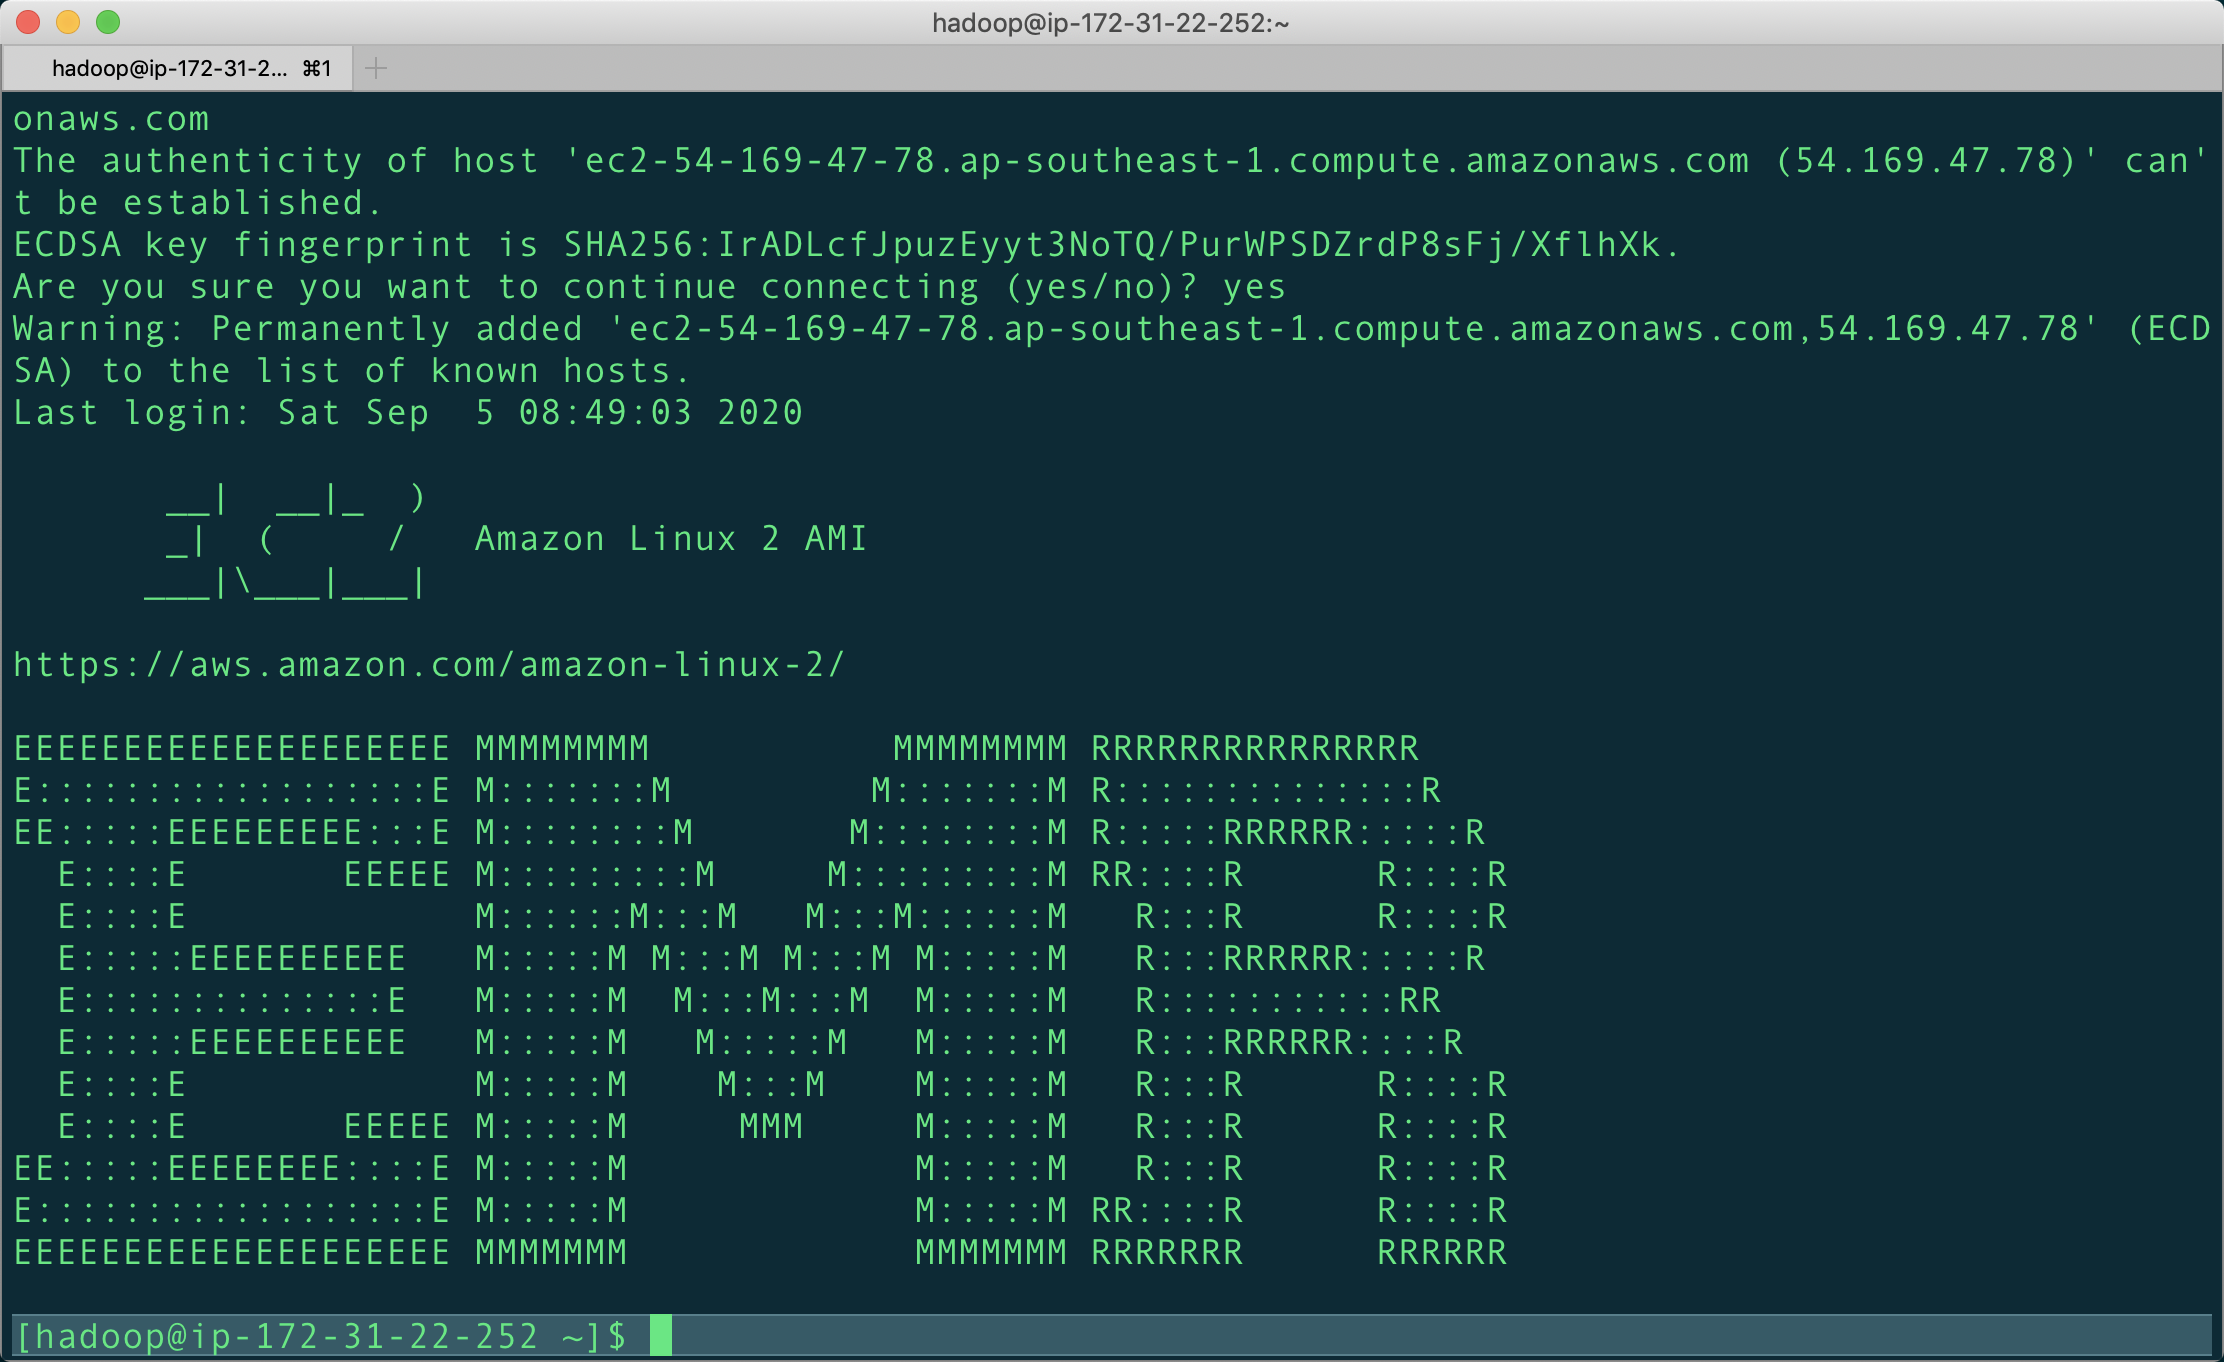 hadoop@ip-172-31-22-252:~
hadoop@ip-172-31-2... ⌘1
onaws.com
The authenticity of host 'ec2-54-169-47-78.ap-southeast-1.compute.amazonaws.com (54.169.47.78)' can'
t be established.
ECDSA key fingerprint is SHA256:IrADLcfJpuzEyyt3NoTQ/PurWPSDZrdP8sFj/XflhXk.
Are you sure you want to continue connecting (yes/no)? yes
Warning: Permanently added 'ec2-54-169-47-78.ap-southeast-1.compute.amazonaws.com,54.169.47.78' (ECD
SA) to the list of known hosts.
Last login: Sat Sep  5 08:49:03 2020

       __|  __|_  )
       _|  (     /   Amazon Linux 2 AMI
      ___|\___|___|

https://aws.amazon.com/amazon-linux-2/

EEEEEEEEEEEEEEEEEEEE MMMMMMMM           MMMMMMMM RRRRRRRRRRRRRRR
E::::::::::::::::::E M:::::::M         M:::::::M R::::::::::::::R
EE:::::EEEEEEEEE:::E M::::::::M       M::::::::M R:::::RRRRRR:::::R
  E::::E       EEEEE M:::::::::M     M:::::::::M RR::::R      R::::R
  E::::E             M::::::M:::M   M:::M::::::M   R:::R      R::::R
  E:::::EEEEEEEEEE   M:::::M M:::M M:::M M:::::M   R:::RRRRRR:::::R
  E::::::::::::::E   M:::::M  M:::M:::M  M:::::M   R:::::::::::RR
  E:::::EEEEEEEEEE   M:::::M   M:::::M   M:::::M   R:::RRRRRR::::R
  E::::E             M:::::M    M:::M    M:::::M   R:::R      R::::R
  E::::E       EEEEE M:::::M     MMM     M:::::M   R:::R      R::::R
EE:::::EEEEEEEE::::E M:::::M             M:::::M   R:::R      R::::R
E::::::::::::::::::E M:::::M             M:::::M RR::::R      R::::R
EEEEEEEEEEEEEEEEEEEE MMMMMMM             MMMMMMM RRRRRRR      RRRRRR

[hadoop@ip-172-31-22-252 ~]$